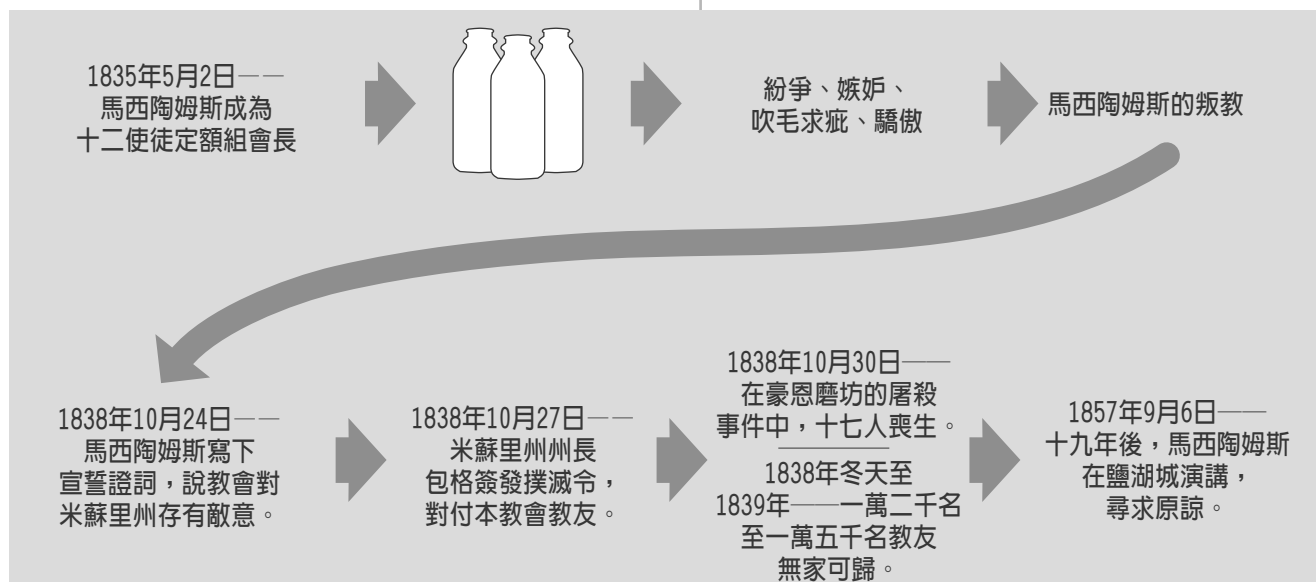 1835年5月2日——
馬西陶姆斯成為
十二使徒定額組會長
紛爭、嫉妒、
吹毛求疵、驕傲
馬西陶姆斯的叛教
1838年10月24日——
馬西陶姆斯寫下
宣誓證詞，說教會對
米蘇里州存有敵意。
1838年10月27日——
米蘇里州州長
包格簽發撲滅令，
對付本教會教友。
1838年10月30日——
在豪恩磨坊的屠殺
事件中，十七人喪生。
1838年冬天至
1839年——一萬二千名
至一萬五千名教友
無家可歸。
1857年9月6日——
十九年後，馬西陶姆斯
在鹽湖城演講，
尋求原諒。